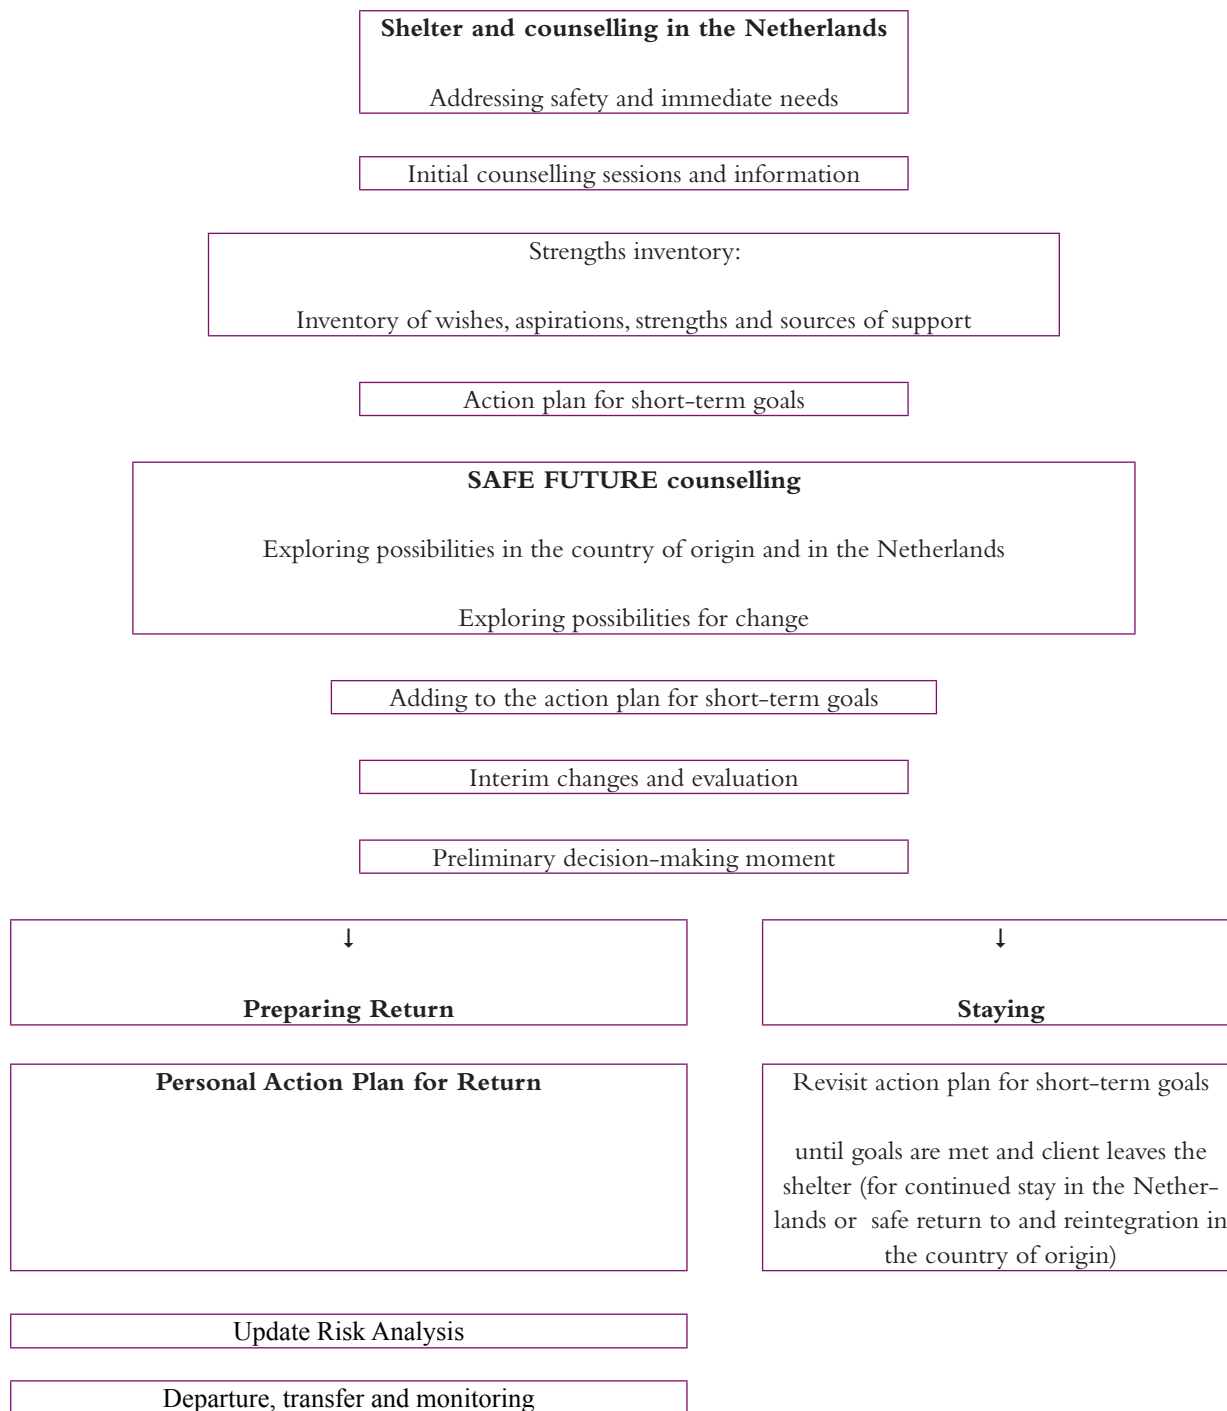 Shelter and counselling in the Netherlands
Addressing safety and immediate needs
Initial counselling sessions and information
Strengths inventory:
Inventory of wishes, aspirations, strengths and sources of support
Action plan for short-term goals
SAFE FUTURE counselling
Exploring possibilities in the country of origin and in the Netherlands
Exploring possibilities for change
Adding to the action plan for short-term goals
Interim changes and evaluation
Preliminary decision-making moment
↓
Preparing Return
↓
Staying
Personal Action Plan for Return
Revisit action plan for short-term goals
until goals are met and client leaves the
shelter (for continued stay in the Nether-
lands or safe return to and reintegration in
the country of origin)
Update Risk Analysis
Departure, transfer and monitoring